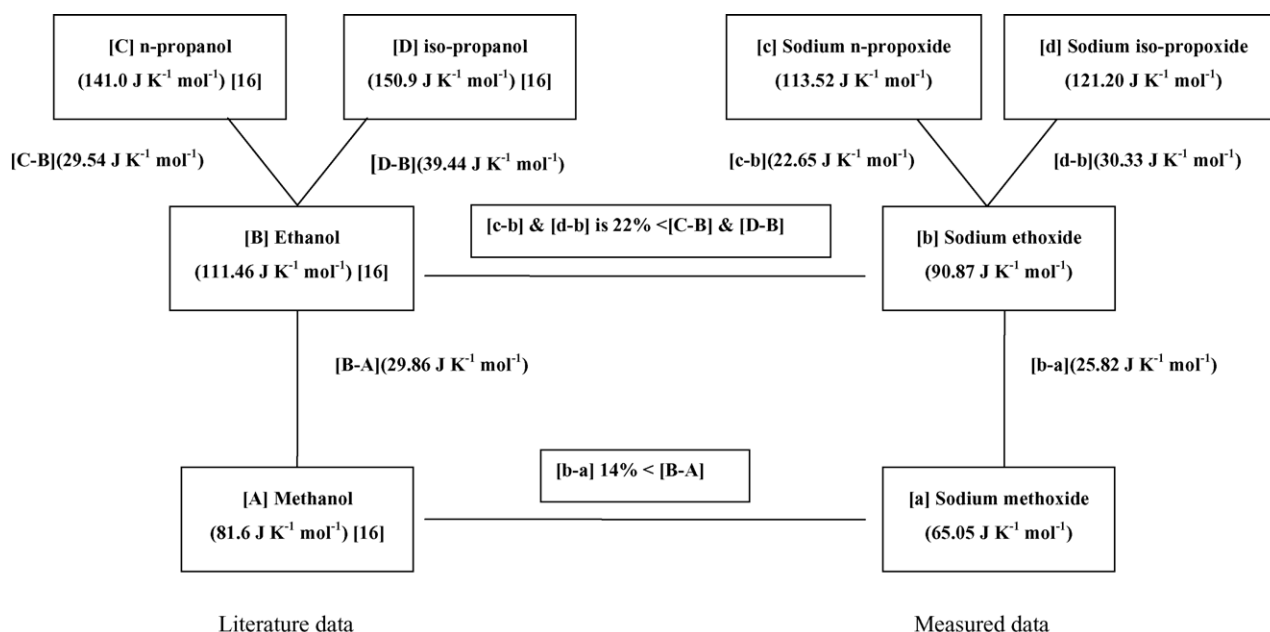 [C] n-propanol
(141.0 J K⁻¹ mol⁻¹) [16]
[D] iso-propanol
(150.9 J K⁻¹ mol⁻¹) [16]
[c] Sodium n-propoxide
(113.52 J K⁻¹ mol⁻¹)
[d] Sodium iso-propoxide
(121.20 J K⁻¹ mol⁻¹)
[C-B](29.54 J K⁻¹ mol⁻¹)
[D-B](39.44 J K⁻¹ mol⁻¹)
[c-b](22.65 J K⁻¹ mol⁻¹)
[d-b](30.33 J K⁻¹ mol⁻¹)
[B] Ethanol
(111.46 J K⁻¹ mol⁻¹) [16]
[c-b] & [d-b] is 22% <[C-B] & [D-B]
[b] Sodium ethoxide
(90.87 J K⁻¹ mol⁻¹)
[B-A](29.86 J K⁻¹ mol⁻¹)
[b-a](25.82 J K⁻¹ mol⁻¹)
[A] Methanol
(81.6 J K⁻¹ mol⁻¹) [16]
[b-a] 14% < [B-A]
[a] Sodium methoxide
(65.05 J K⁻¹ mol⁻¹)
Literature data
Measured data